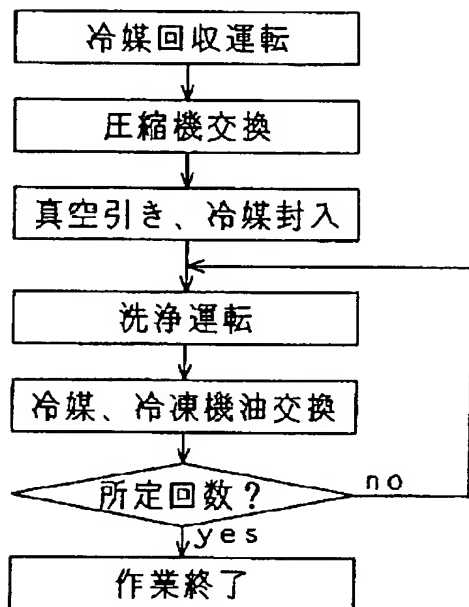 冷媒回収運転
圧縮機交換
真空引き、冷媒封入
洗浄運転
冷媒、冷凍機油交換
所定回数?
no
yes
作業終了